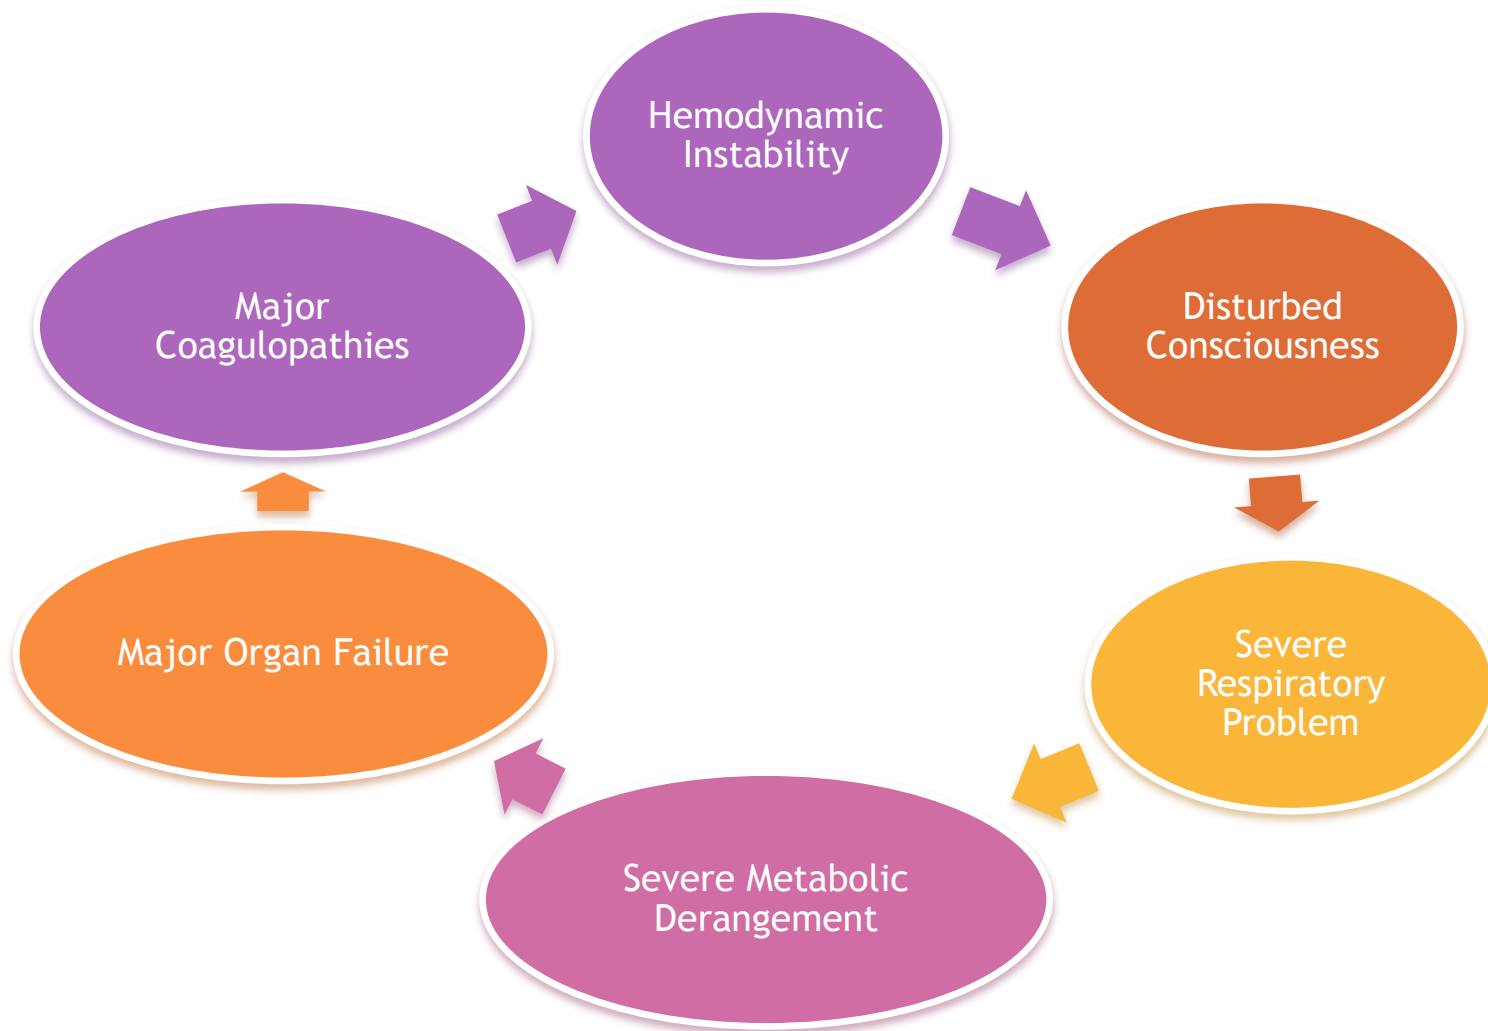 Hemodynamic
Instability
Disturbed
Consciousness
Severe
Respiratory
Problem
Severe Metabolic
Derangement
Major Organ Failure
Major
Coagulopathies